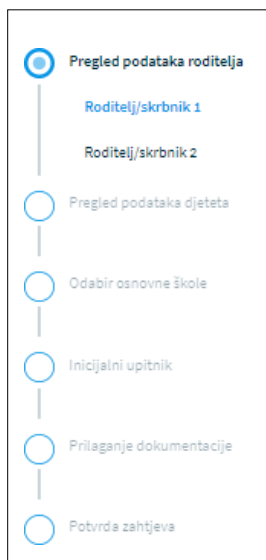 Pregled podataka roditelja
Roditelj/skrbnik 1
Roditelj/skrbnik 2
Pregled podataka djeteta
Odabir osnovne škole
Inicijalni upitnik
Prilaganje dokumentacije
Potvrda zahtjeva